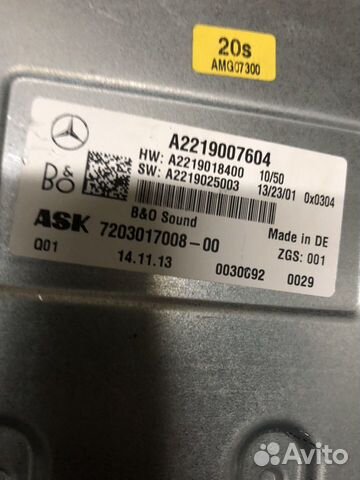 20s
AMG07300
A2219007604
HW: A2219018400 10/50
SW: A2219025003 13/23/01 0x0304
B&O
B&O Sound
Made in DE
ASK 7203017008-00
ZGS: 001
Q01
14.11.13
0030692
0029
Avito